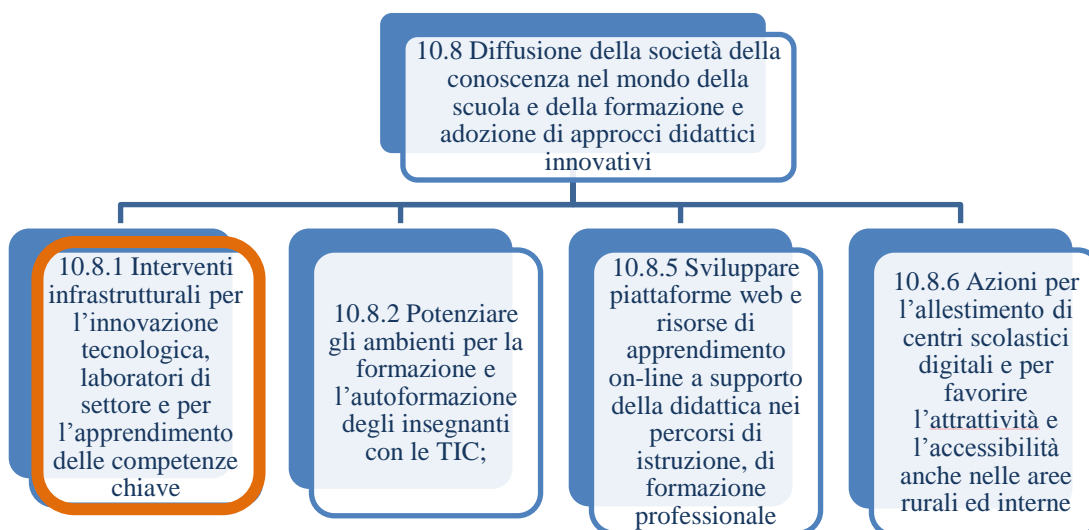 10.8 Diffusione della società della
conoscenza nel mondo della
scuola e della formazione e
adozione di approcci didattici
innovativi
10.8.1 Interventi
infrastrutturali per
l’innovazione
tecnologica,
laboratori di
settore e per
l’apprendimento
delle competenze
chiave
10.8.2 Potenziare
gli ambienti per la
formazione e
l’autoformazione
degli insegnanti
con le TIC;
10.8.5 Sviluppare
piattaforme web e
risorse di
apprendimento
on-line a supporto
della didattica nei
percorsi di
istruzione, di
formazione
professionale
10.8.6 Azioni per
l’allestimento di
centri scolastici
digitali e per
favorire
l’attrattività e
l’accessibilità
anche nelle aree
rurali ed interne